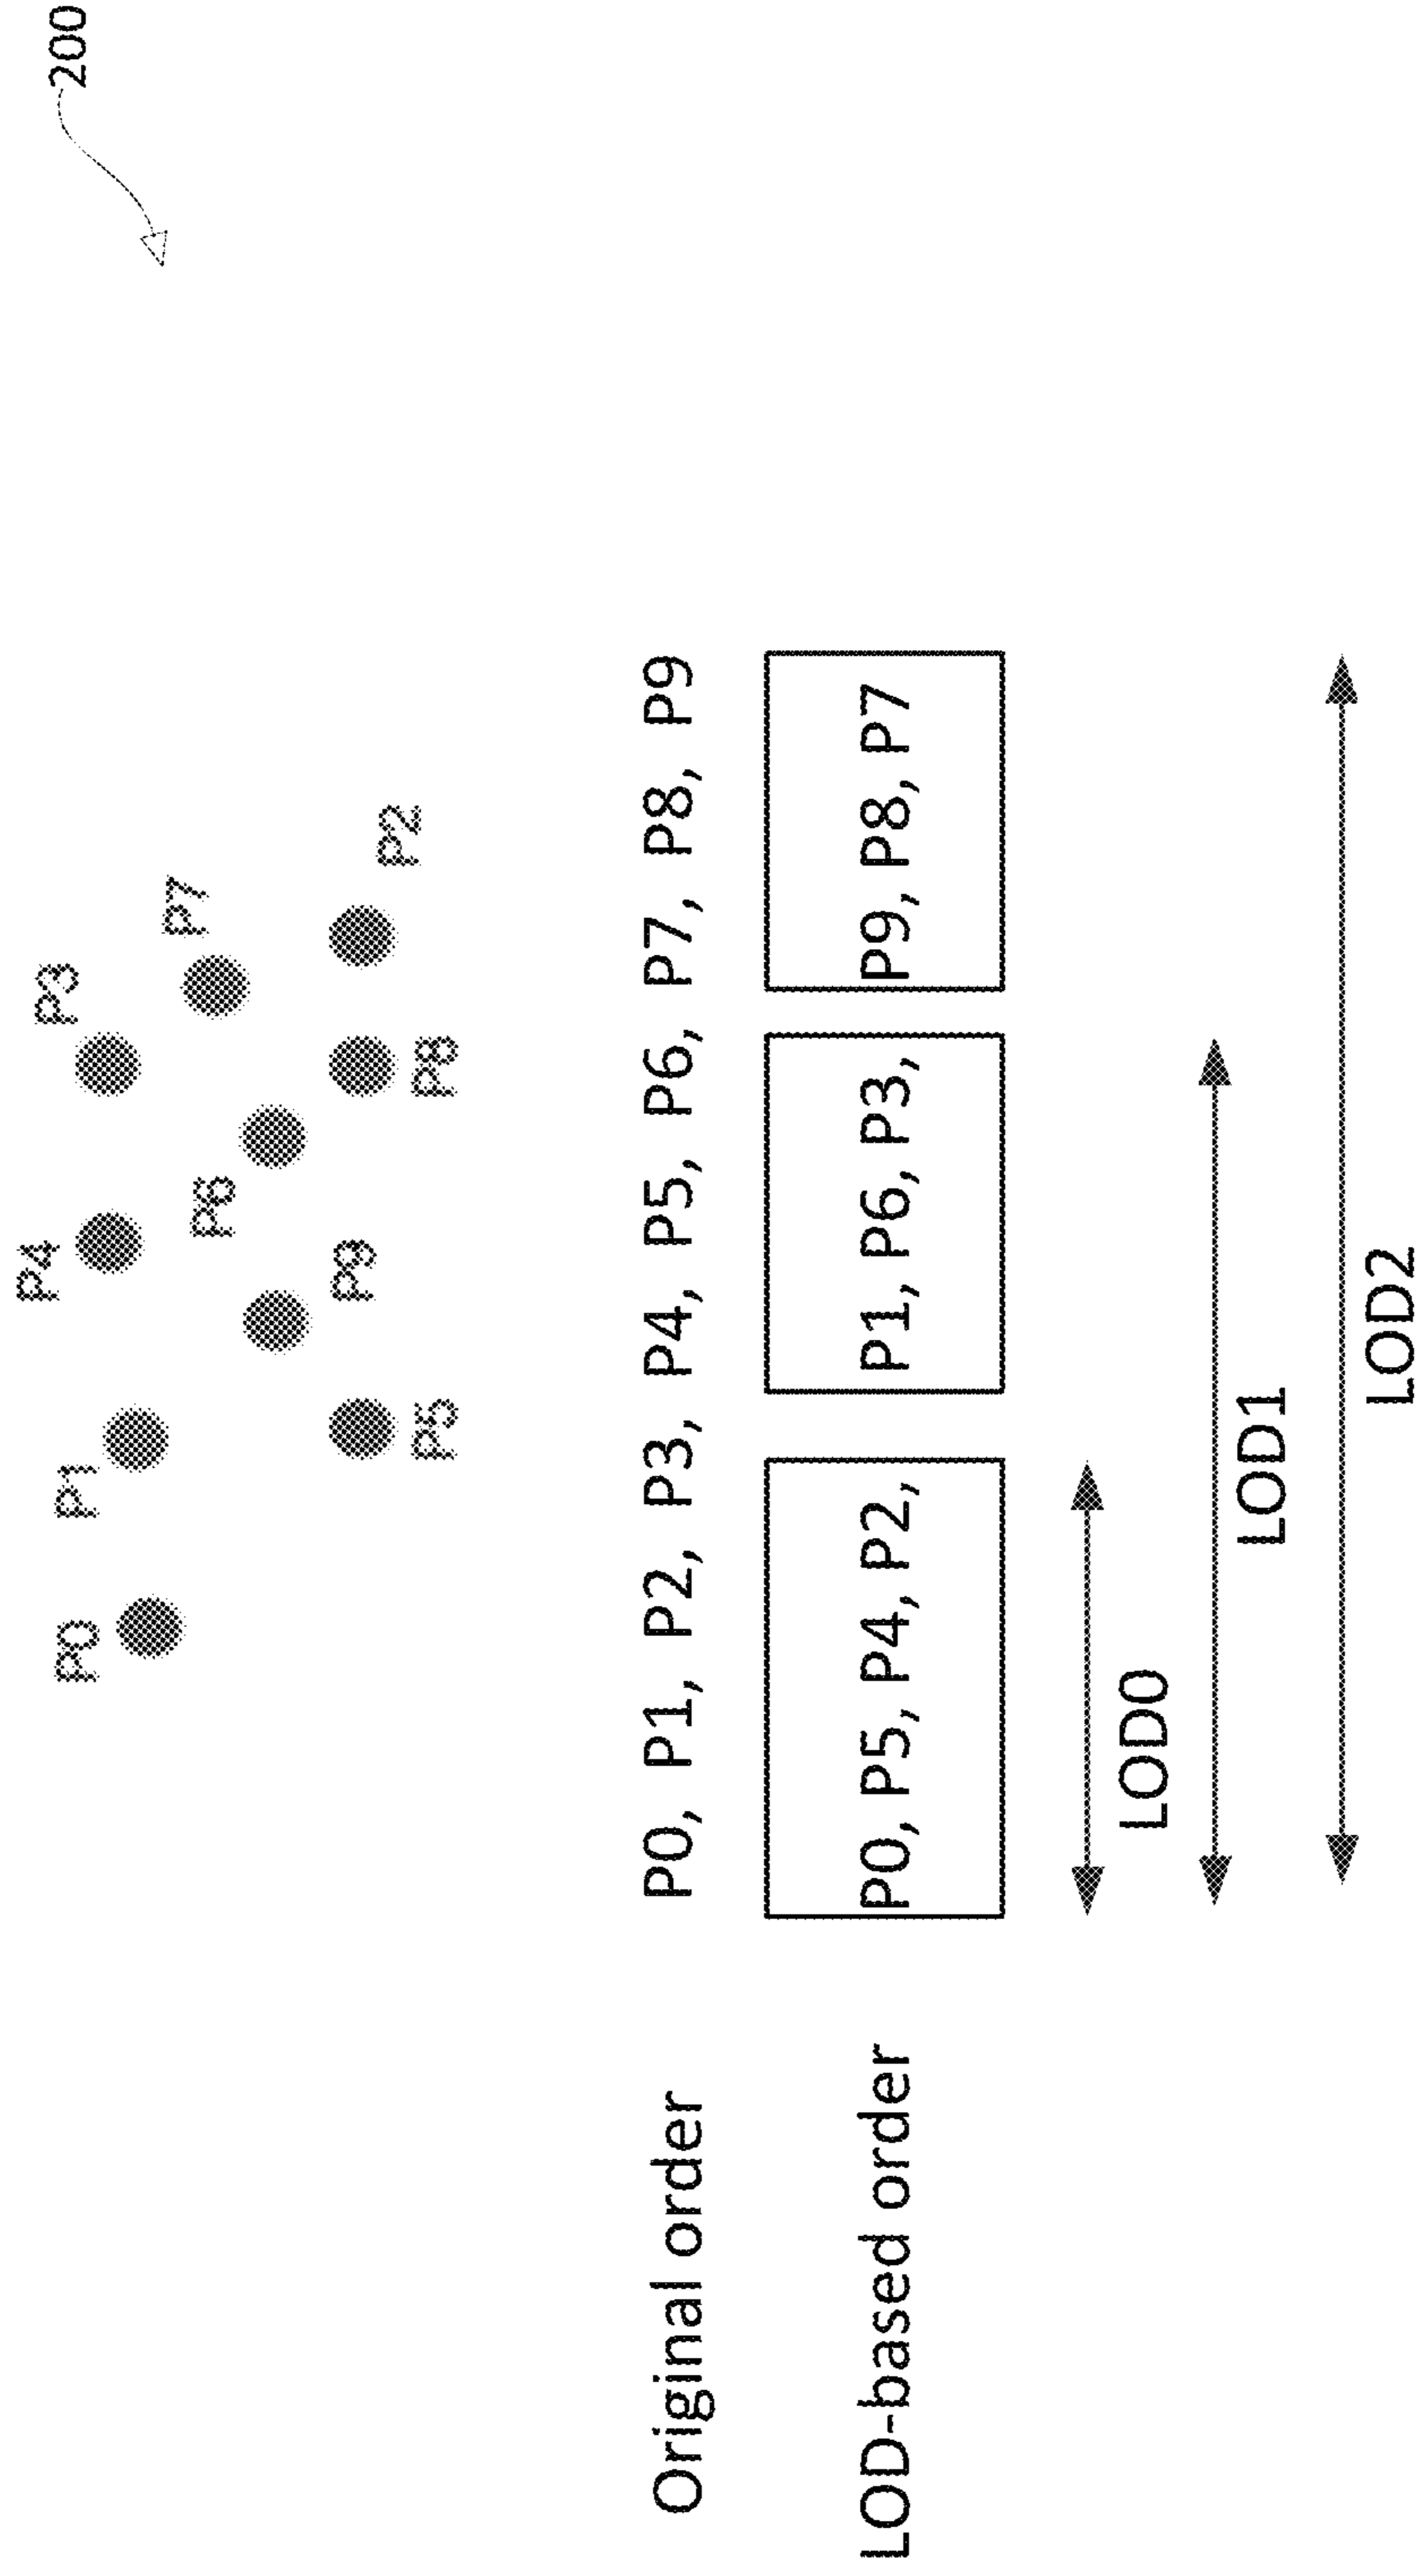 200
P0
P1
P4
P3
P7
P2
P6
P9
P5
P8
Original order
P0, P1, P2, P3, P4, P5, P6, P7, P8, P9
LOD-based order
P0, P5, P4, P2,
P1, P6, P3,
P9, P8, P7
LOD0
LOD1
LOD2